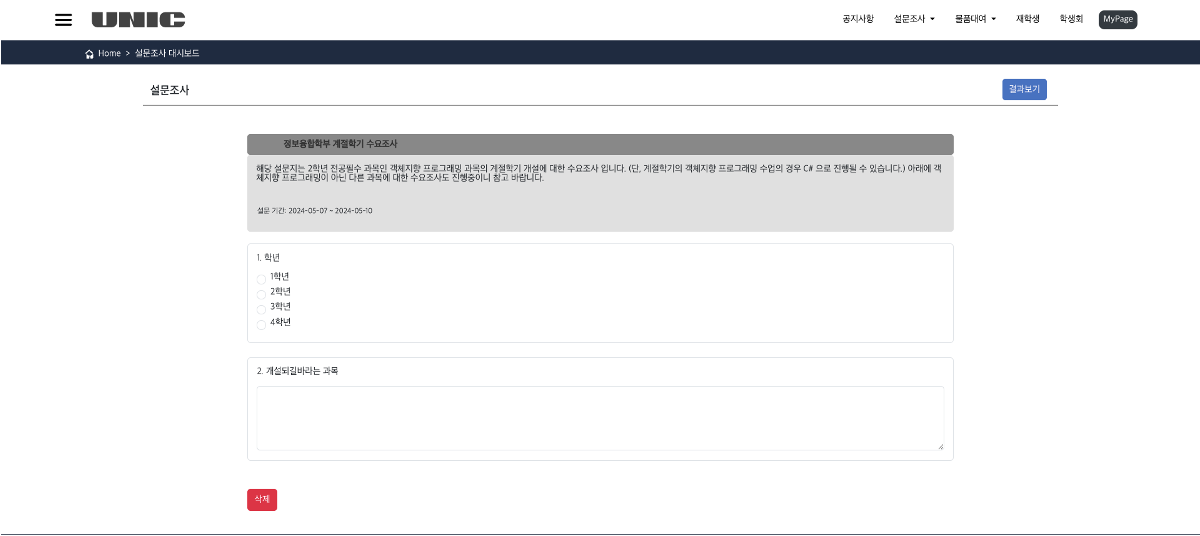 UNIC
공지사항 설문조사 물품대여 재학생 학생회 MyPage
Home > 설문조사 대시보드
설문조사
결과보기
정보융합학부 계절학기 수요조사
해당 설문지는 2학년 전공필수 과목인 객체지향 프로그래밍 과목의 계절학기 개설에 대한 수요조사 입니다. (단, 계절학기의 객체지향 프로그래밍 수업의 경우 C# 으로 진행될 수 있습니다.) 아래에 객
체지향 프로그래밍이 아닌 다른 과목에 대한 수요조사도 진행중이니 참고 바랍니다.
설문 기간: 2024-05-07 ~ 2024-05-10
1. 학년
1학년
2학년
3학년
4학년
2. 개설되길바라는 과목
삭제